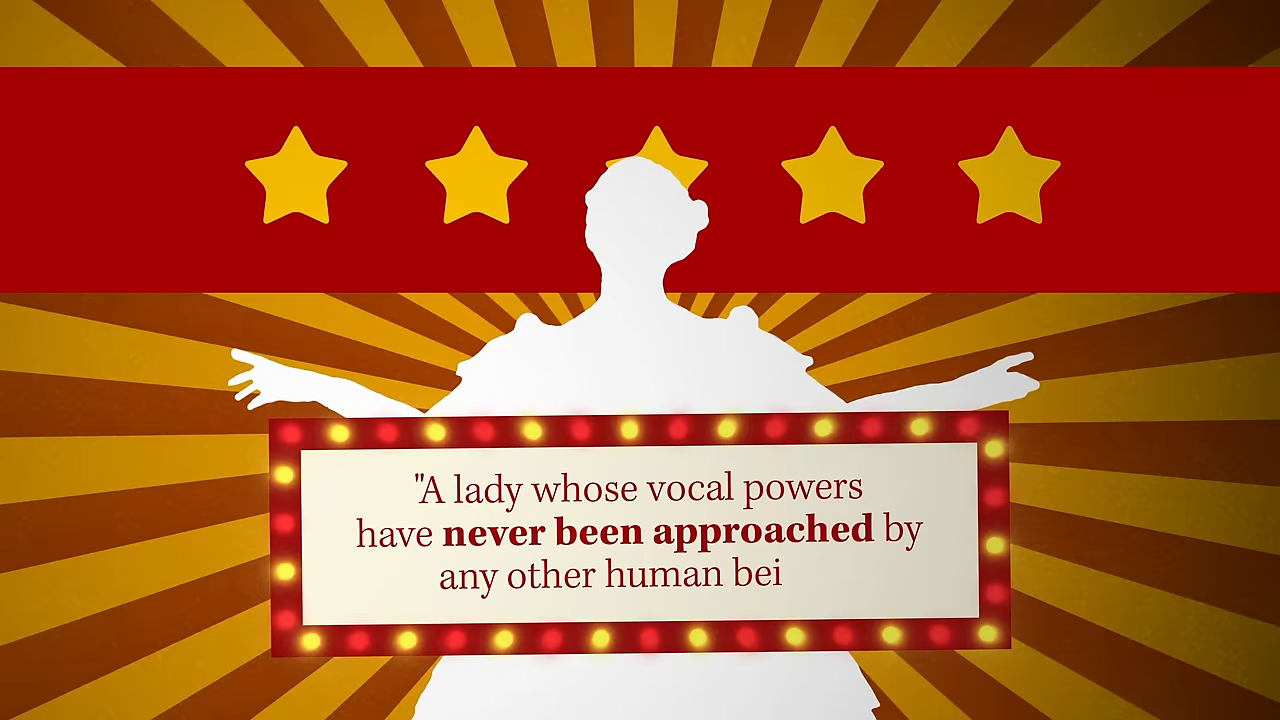 "A lady whose vocal powers
have never been approached by
any other human bei